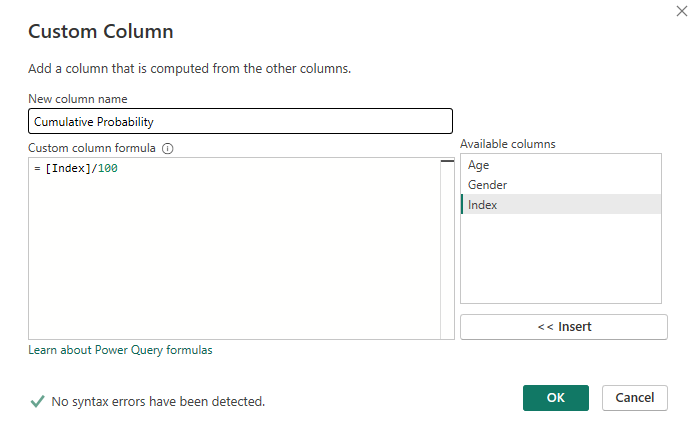 Custom Column
Add a column that is computed from the other columns.
New column name
Cumulative Probability
Custom column formula
= [Index]/100
Available columns
Age
Gender
Index
<< Insert
Learn about Power Query formulas
No syntax errors have been detected.
OK
Cancel